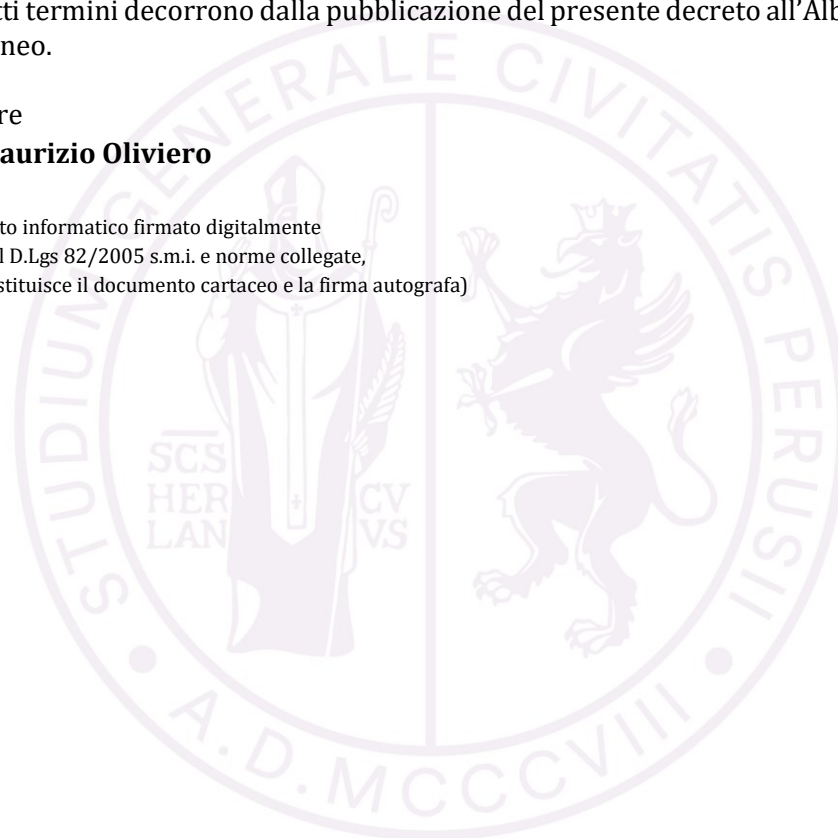 tti termini decorrono dalla pubblicazione del presente decreto all'Alb
neo.
re
aurizio Oliviero
to informatico firmato digitalmente
l D.Lgs 82/2005 s.m.i. e norme collegate,
stituisce il documento cartaceo e la firma autografa)
STUDIUM GENERALE CIVITATIS PERUSII
SCS
HER
LAN
CV
VS
A.D. MCCCVIII